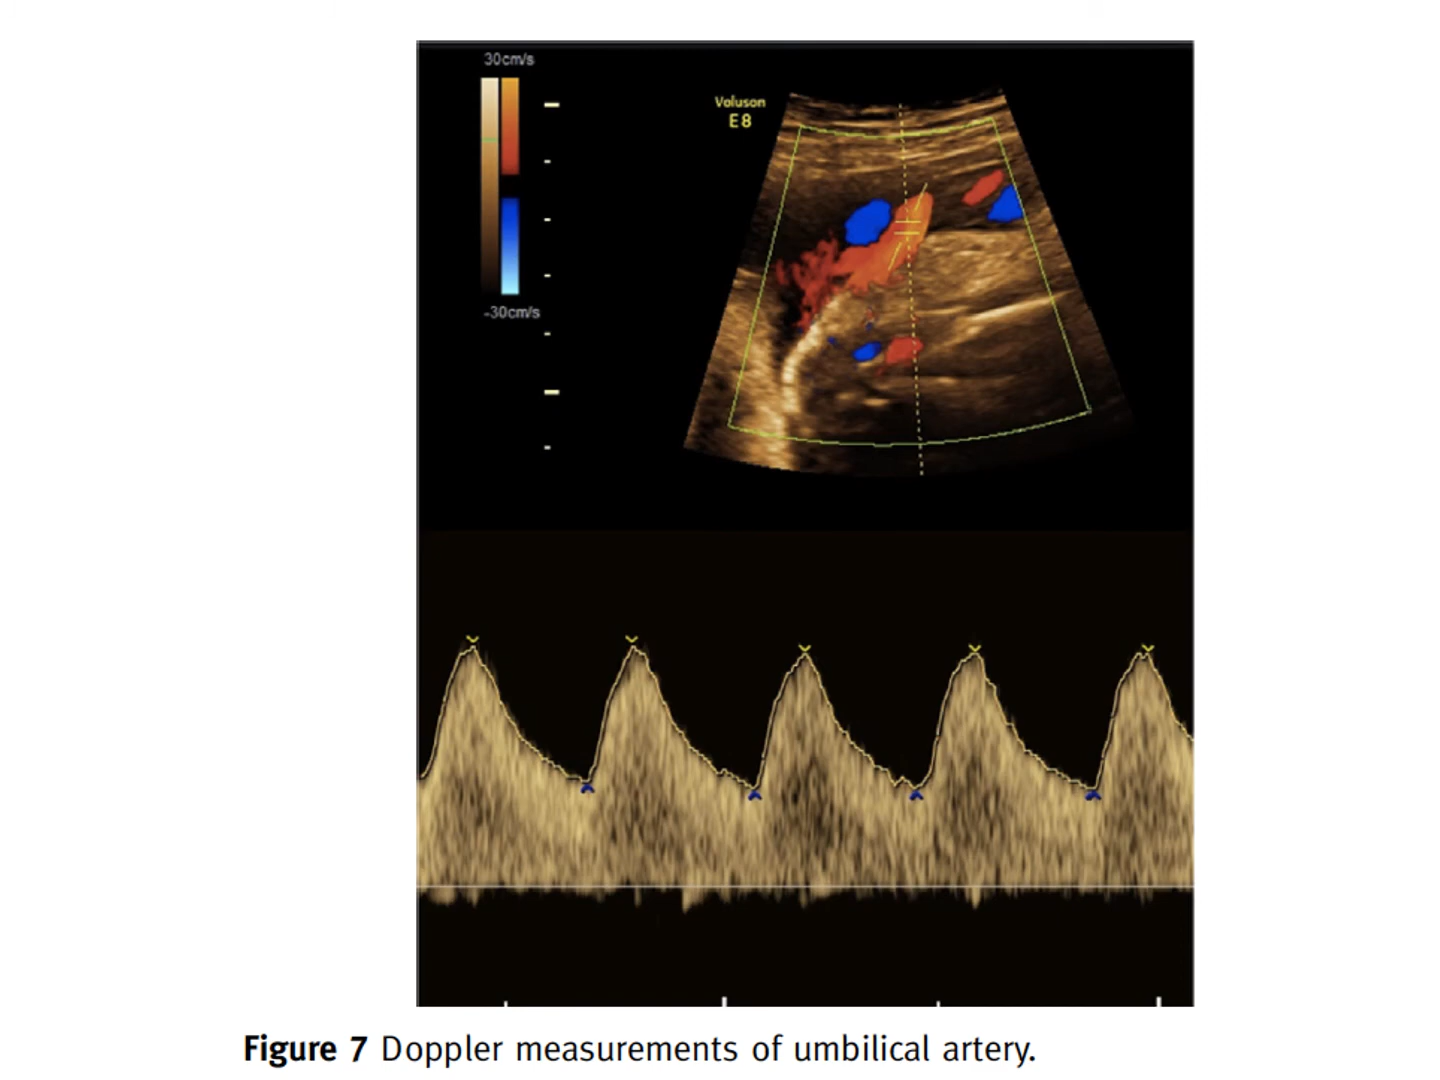 30cm/s
Voluson
E8
-30cm/s
Figure 7 Doppler measurements of umbilical artery.